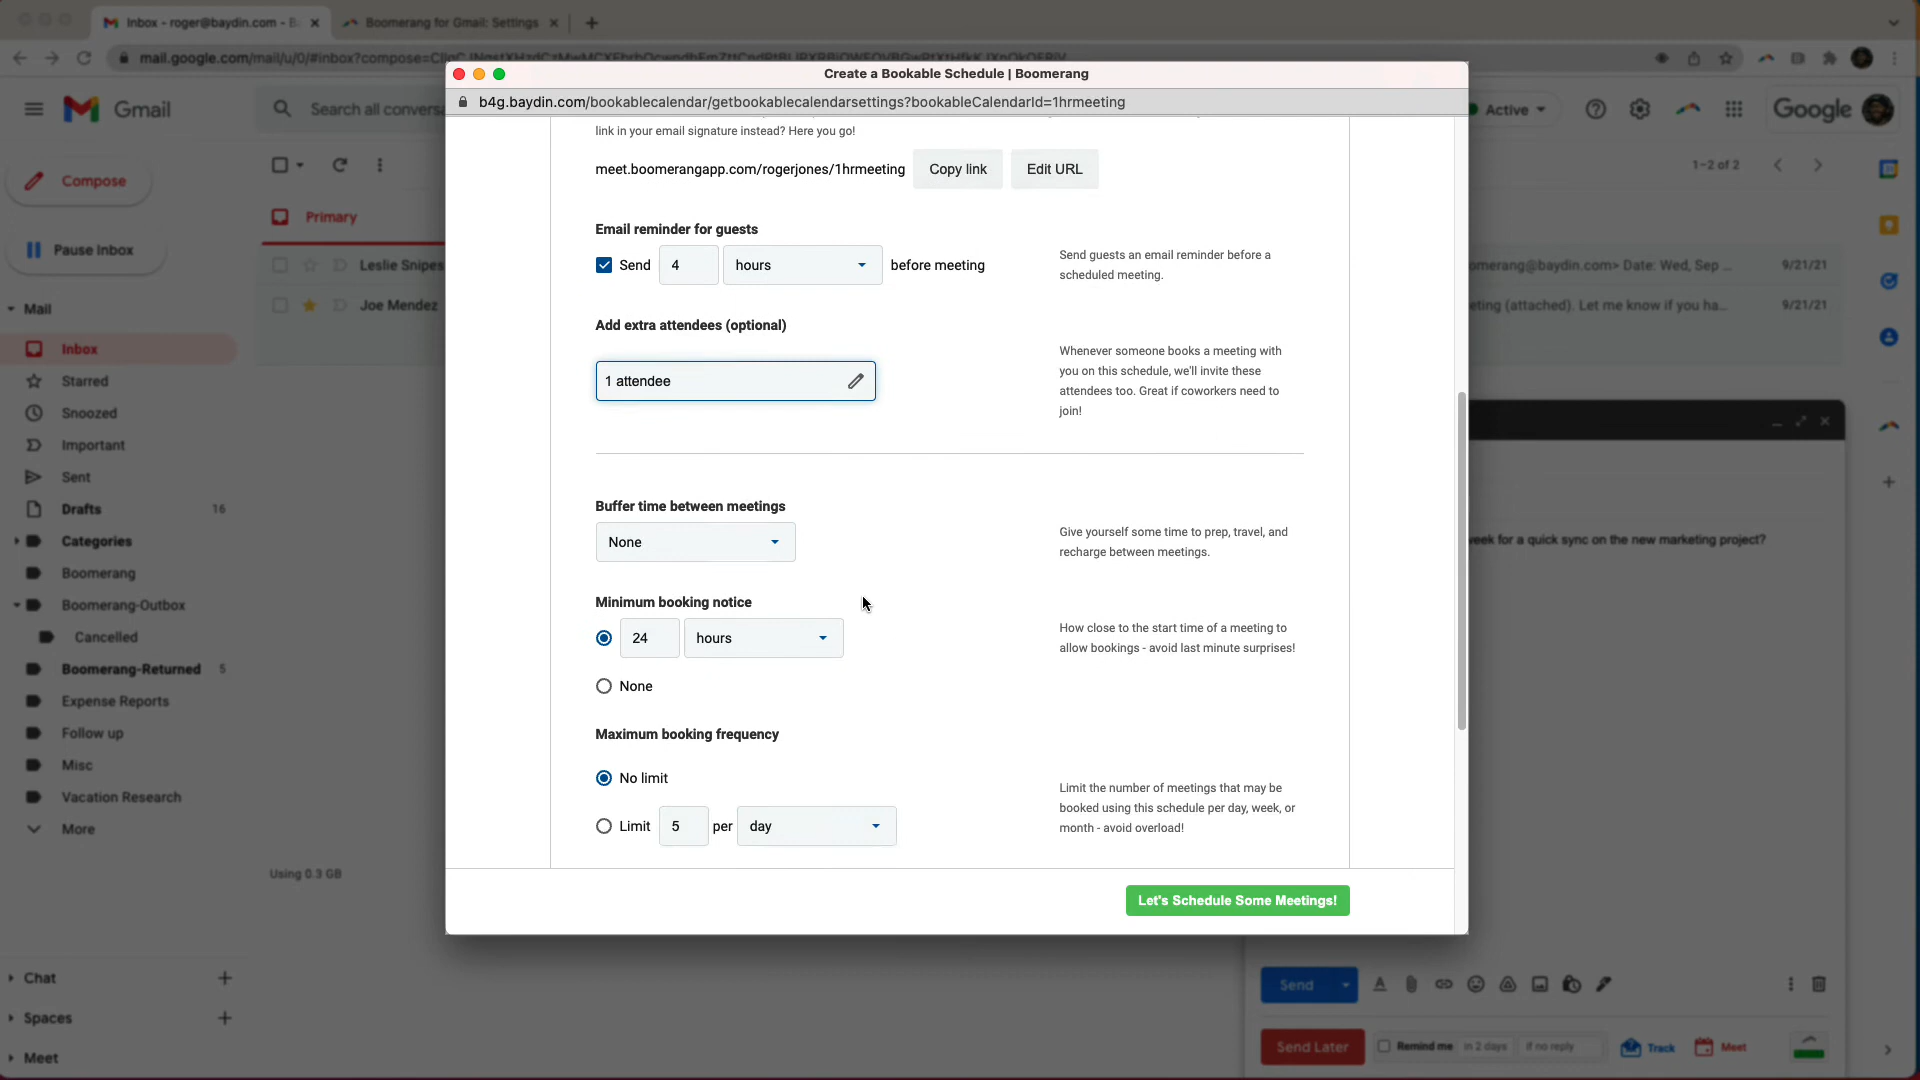 Inbox - roger@baydin.com - B
Boomerang for Gmail: Settings
Create a Bookable Schedule | Boomerang
b4g.baydin.com/bookablecalendar/getbookablecalendarsettings?bookableCalendarId=1hrmeeting
Gmail
Search all conversa
Active
Google
Compose
1–2 of 2
Primary
Pause Inbox
Leslie Snipes
omerang@baydin.com> Date: Wed, Sep ...
9/21/21
Joe Mendez
eting (attached). Let me know if you ha...
9/21/21
Mail
Inbox
Starred
Snoozed
Important
Sent
Drafts 16
Categories
Boomerang
Boomerang-Outbox
Cancelled
Boomerang-Returned 5
Expense Reports
Follow up
Misc
Vacation Research
More
Using 0.3 GB
Chat
Spaces
Meet
link in your email signature instead? Here you go!
meet.boomerangapp.com/rogerjones/1hrmeeting Copy link Edit URL
Email reminder for guests
Send 4 hours before meeting
Send guests an email reminder before a
scheduled meeting.
Add extra attendees (optional)
1 attendee
Whenever someone books a meeting with
you on this schedule, we'll invite these
attendees too. Great if coworkers need to
join!
Buffer time between meetings
None
Give yourself some time to prep, travel, and
recharge between meetings.
Minimum booking notice
24 hours
How close to the start time of a meeting to
allow bookings - avoid last minute surprises!
None
Maximum booking frequency
No limit
Limit 5 per day
Limit the number of meetings that may be
booked using this schedule per day, week, or
month - avoid overload!
Let's Schedule Some Meetings!
week for a quick sync on the new marketing project?
Send
Send Later Remind me in 2 days if no reply Track Meet